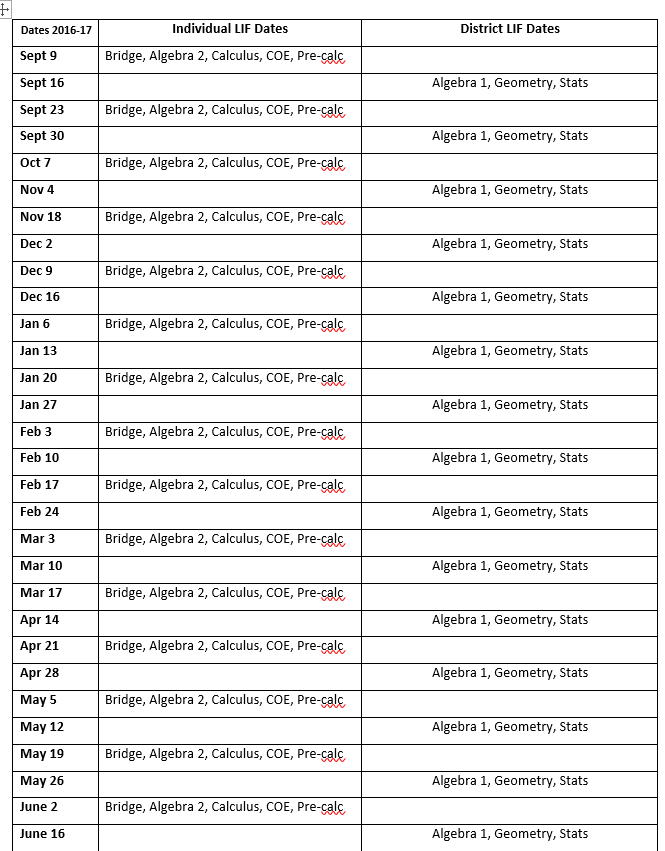 Dates 2016-17 Individual LIF Dates District LIF Dates
Sept 9 Bridge, Algebra 2, Calculus, COE, Pre-calc
Sept 16 Algebra 1, Geometry, Stats
Sept 23 Bridge, Algebra 2, Calculus, COE, Pre-calc
Sept 30 Algebra 1, Geometry, Stats
Oct 7 Bridge, Algebra 2, Calculus, COE, Pre-calc
Nov 4 Algebra 1, Geometry, Stats
Nov 18 Bridge, Algebra 2, Calculus, COE, Pre-calc
Dec 2 Algebra 1, Geometry, Stats
Dec 9 Bridge, Algebra 2, Calculus, COE, Pre-calc
Dec 16 Algebra 1, Geometry, Stats
Jan 6 Bridge, Algebra 2, Calculus, COE, Pre-calc
Jan 13 Algebra 1, Geometry, Stats
Jan 20 Bridge, Algebra 2, Calculus, COE, Pre-calc
Jan 27 Algebra 1, Geometry, Stats
Feb 3 Bridge, Algebra 2, Calculus, COE, Pre-calc
Feb 10 Algebra 1, Geometry, Stats
Feb 17 Bridge, Algebra 2, Calculus, COE, Pre-calc
Feb 24 Algebra 1, Geometry, Stats
Mar 3 Bridge, Algebra 2, Calculus, COE, Pre-calc
Mar 10 Algebra 1, Geometry, Stats
Mar 17 Bridge, Algebra 2, Calculus, COE, Pre-calc
Apr 14 Algebra 1, Geometry, Stats
Apr 21 Bridge, Algebra 2, Calculus, COE, Pre-calc
Apr 28 Algebra 1, Geometry, Stats
May 5 Bridge, Algebra 2, Calculus, COE, Pre-calc
May 12 Algebra 1, Geometry, Stats
May 19 Bridge, Algebra 2, Calculus, COE, Pre-calc
May 26 Algebra 1, Geometry, Stats
June 2 Bridge, Algebra 2, Calculus, COE, Pre-calc
June 16 Algebra 1, Geometry, Stats